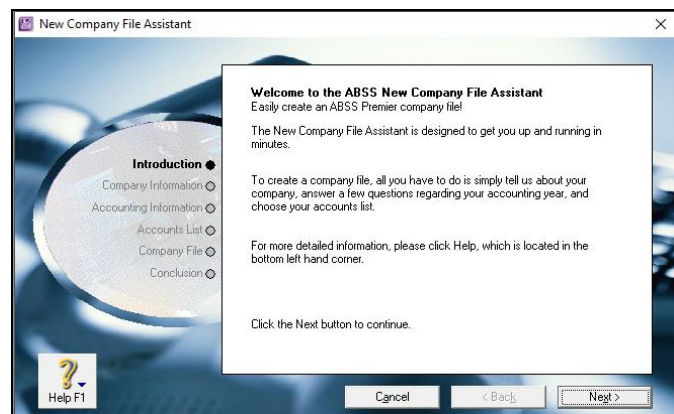 New Company File Assistant
Welcome to the ABSS New Company File Assistant
Easily create an ABSS Premier company file!
The New Company File Assistant is designed to get you up and running in
minutes.
Introduction
Company Information
Accounting Information
Accounts List
Company File
Conclusion
To create a company file, all you have to do is simply tell us about your
company, answer a few questions regarding your accounting year, and
choose your accounts list.
For more detailed information, please click Help, which is located in the
bottom left hand corner.
Click the Next button to continue.
Help F1
Cancel
< Back
Next >